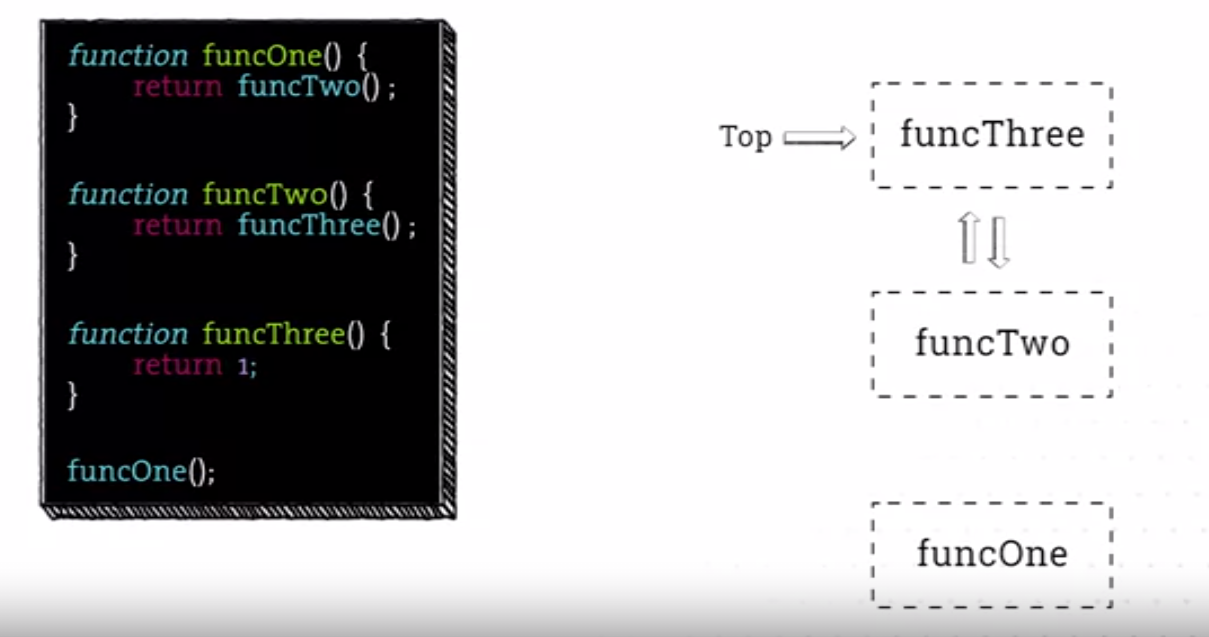 function funcOne() {
return funcTwo() ;
}
function funcTwo() {
return funcThree() ;
}
function funcThree() {
return 1;
}
funcOne();
Top
funcThree
funcTwo
funcOne